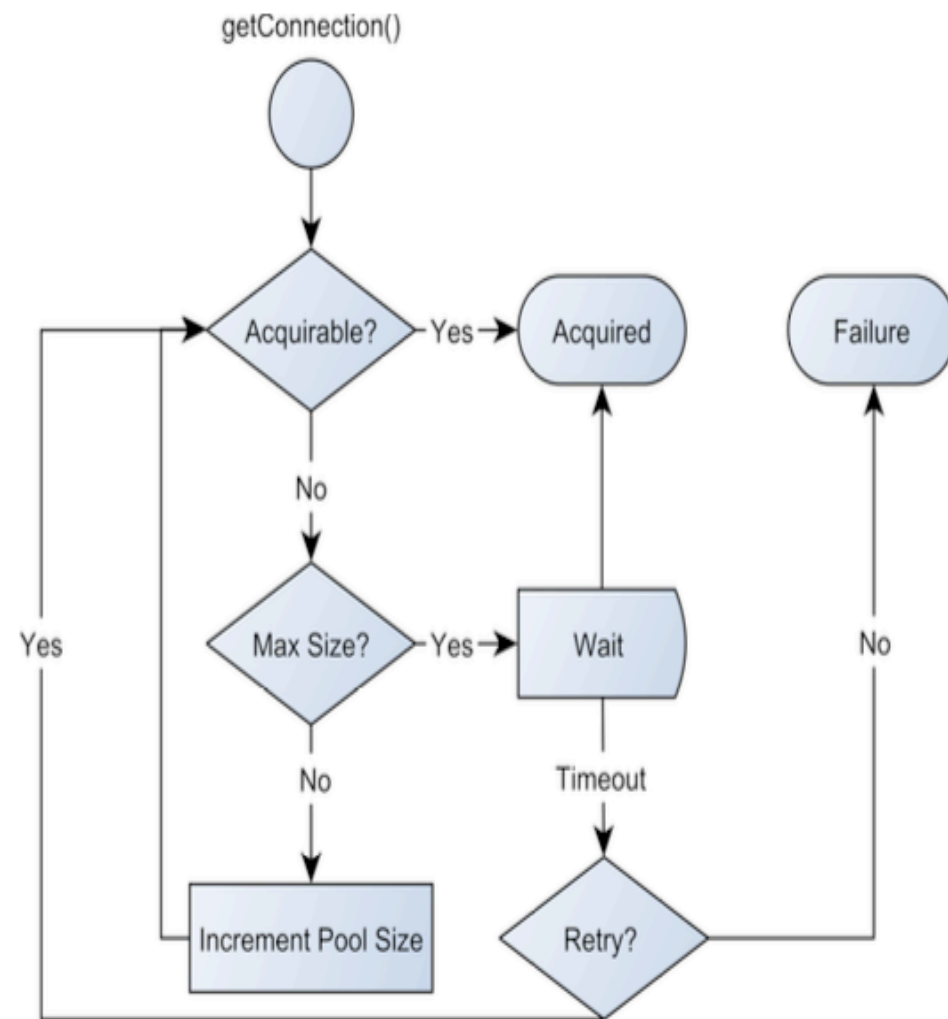 getConnection()
Acquirable?
Yes
Acquired
Failure
No
Yes
Max Size?
Yes
Wait
No
No
Timeout
Increment Pool Size
Retry?